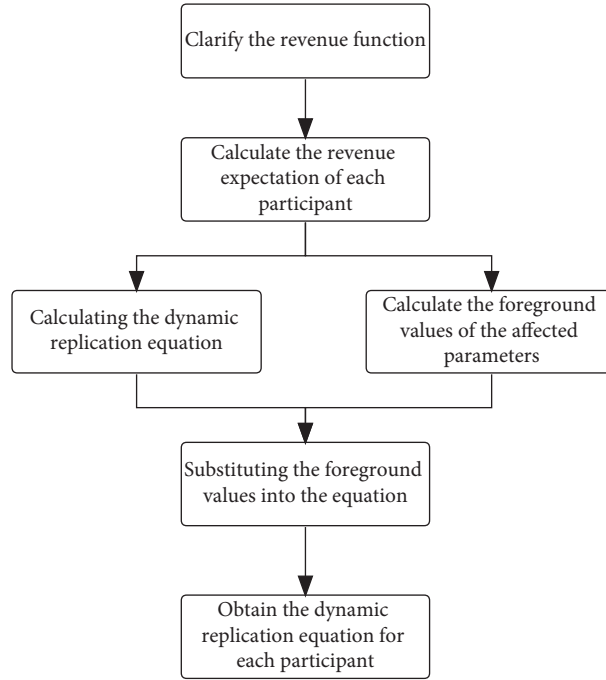 Clarify the revenue function
Calculate the revenue
expectation of each
participant
Calculating the dynamic
replication equation
Calculate the foreground
values of the affected
parameters
Substituting the foreground
values into the equation
Obtain the dynamic
replication equation for
each participant